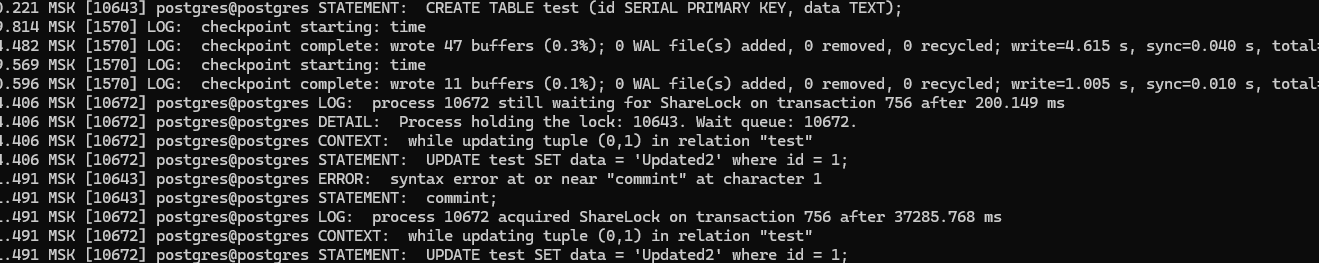 0.221 MSK [10643] postgres@postgres STATEMENT:  CREATE TABLE test (id SERIAL PRIMARY KEY, data TEXT);
9.814 MSK [1570] LOG:  checkpoint starting: time
4.482 MSK [1570] LOG:  checkpoint complete: wrote 47 buffers (0.3%); 0 WAL file(s) added, 0 removed, 0 recycled; write=4.615 s, sync=0.040 s, total=
9.569 MSK [1570] LOG:  checkpoint starting: time
0.596 MSK [1570] LOG:  checkpoint complete: wrote 11 buffers (0.1%); 0 WAL file(s) added, 0 removed, 0 recycled; write=1.005 s, sync=0.010 s, total=
4.406 MSK [10672] postgres@postgres LOG:  process 10672 still waiting for ShareLock on transaction 756 after 200.149 ms
4.406 MSK [10672] postgres@postgres DETAIL:  Process holding the lock: 10643. Wait queue: 10672.
4.406 MSK [10672] postgres@postgres CONTEXT:  while updating tuple (0,1) in relation "test"
4.406 MSK [10672] postgres@postgres STATEMENT:  UPDATE test SET data = 'Updated2' where id = 1;
1.491 MSK [10643] postgres@postgres ERROR:  syntax error at or near "commint" at character 1
1.491 MSK [10643] postgres@postgres STATEMENT:  commint;
1.491 MSK [10672] postgres@postgres LOG:  process 10672 acquired ShareLock on transaction 756 after 37285.768 ms
1.491 MSK [10672] postgres@postgres CONTEXT:  while updating tuple (0,1) in relation "test"
1.491 MSK [10672] postgres@postgres STATEMENT:  UPDATE test SET data = 'Updated2' where id = 1;